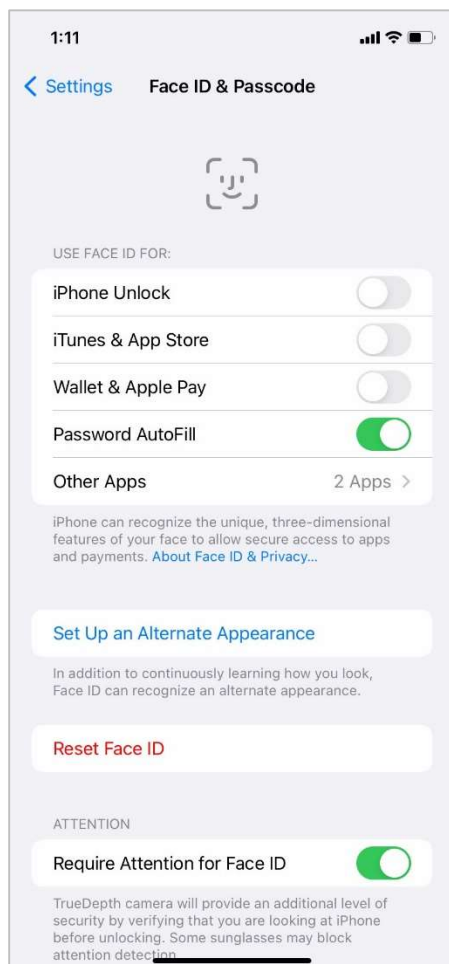 1:11
Settings Face ID & Passcode
USE FACE ID FOR:
iPhone Unlock
iTunes & App Store
Wallet & Apple Pay
Password AutoFill
Other Apps 2 Apps
iPhone can recognize the unique, three-dimensional
features of your face to allow secure access to apps
and payments. About Face ID & Privacy...
Set Up an Alternate Appearance
In addition to continuously learning how you look,
Face ID can recognize an alternate appearance.
Reset Face ID
ATTENTION
Require Attention for Face ID
TrueDepth camera will provide an additional level of
security by verifying that you are looking at iPhone
before unlocking. Some sunglasses may block
attention detection